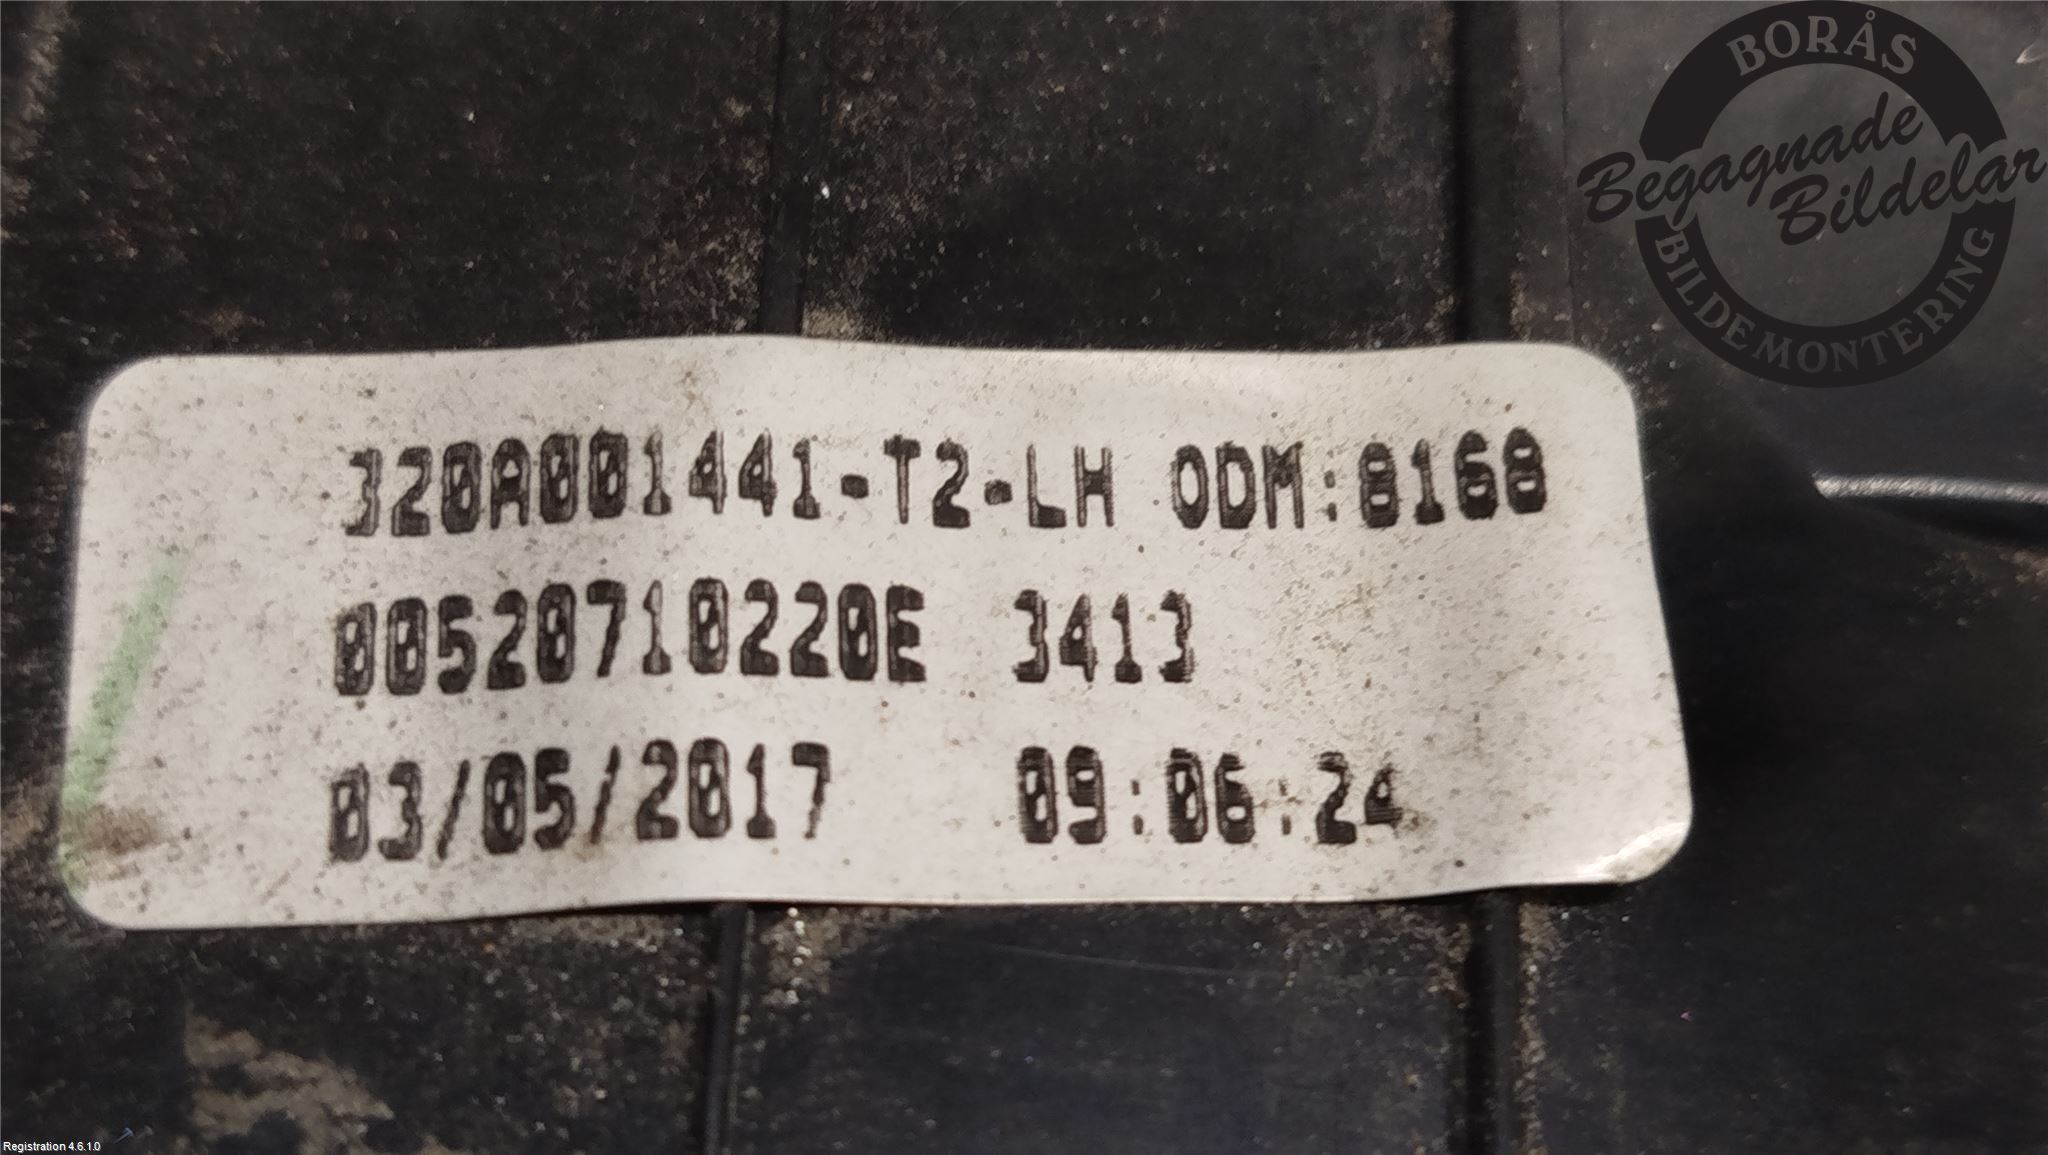 BORÅS
Begagnade
Bildelar
BILDEMONTERING
320A001441-T2-LH ODM:8168
00520710220E 3413
03/05/2017 09:06:24
Registration 4.6.1.0